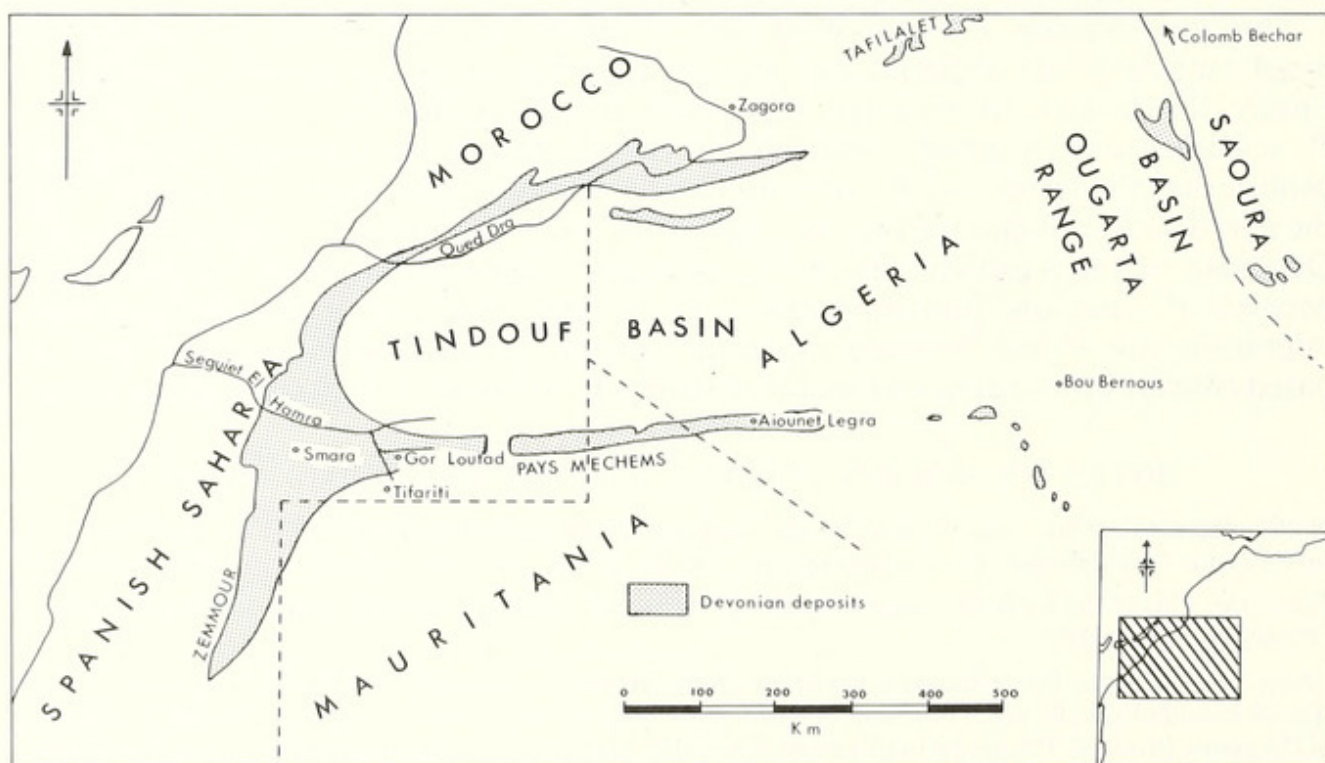 TAFILALET
Colomb Bechar
MOROCCO
Zagora
SAOURA
BASIN
OUGARTA
RANGE
Oued Dra
ALGERIA
TINDOUF BASIN
Seguiet El Hamra
Bou Bernous
SPANISH SAHARA
Smara
Gor Loutad
Aiounet Legra
PAYS MECHEMS
Tifariti
ZEMMOUR
MAURITANIA
Devonian deposits
0 100 200 300 400 500
Km